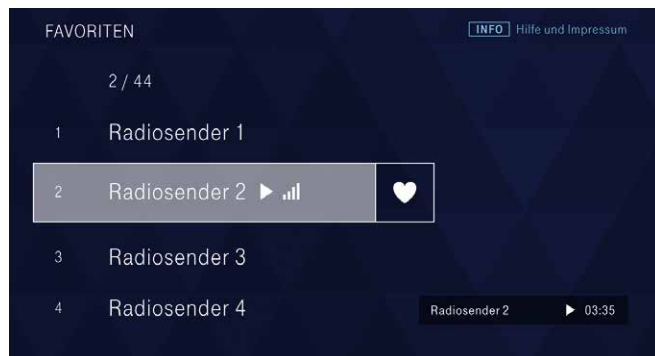 FAVORITEN
INFO Hilfe und Impressum
2 / 44
1 Radiosender 1
2 Radiosender 2
3 Radiosender 3
4 Radiosender 4
Radiosender 2 03:35